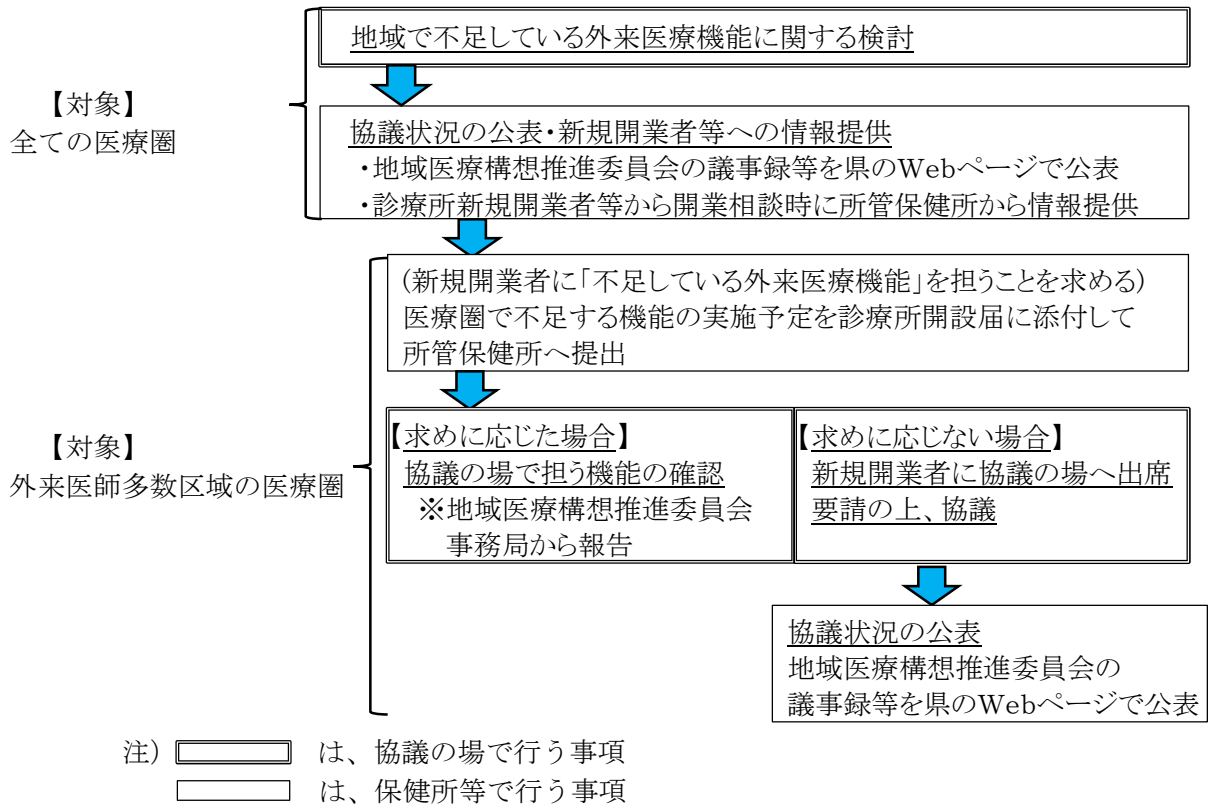 地域で不足している外来医療機能に関する検討
【対象】
全ての医療圏
協議状況の公表・新規開業者等への情報提供
・地域医療構想推進委員会の議事録等を県のWebページで公表
・診療所新規開業者等から開業相談時に所管保健所から情報提供
(新規開業者に「不足している外来医療機能」を担うことを求める)
医療圏で不足する機能の実施予定を診療所開設届に添付して
所管保健所へ提出
【対象】
外来医師多数区域の医療圏
【求めに応じた場合】
協議の場で担う機能の確認
※地域医療構想推進委員会
事務局から報告
【求めに応じない場合】
新規開業者に協議の場へ出席
要請の上、協議
協議状況の公表
地域医療構想推進委員会の
議事録等を県のWebページで公表
注) は、協議の場で行う事項
は、保健所等で行う事項